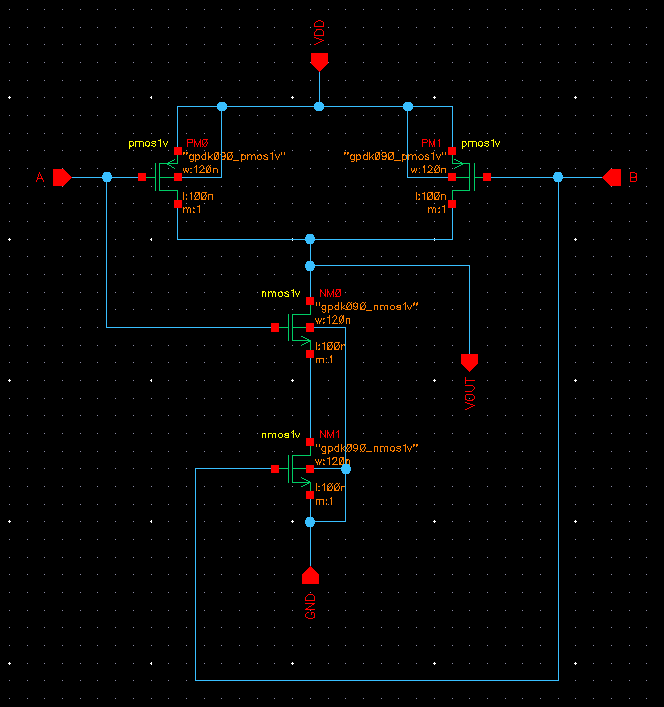 VDD
pmos1v PM0
"gpdk090_pmos1v"
w:120n
l:100n
m:1
PM1 pmos1v
"gpdk090_pmos1v"
w:120n
l:100n
m:1
A
B
nmos1v NM0
"gpdk090_nmos1v"
w:120n
l:100n
m:1
VOUT
nmos1v NM1
"gpdk090_nmos1v"
w:120n
l:100n
m:1
GND